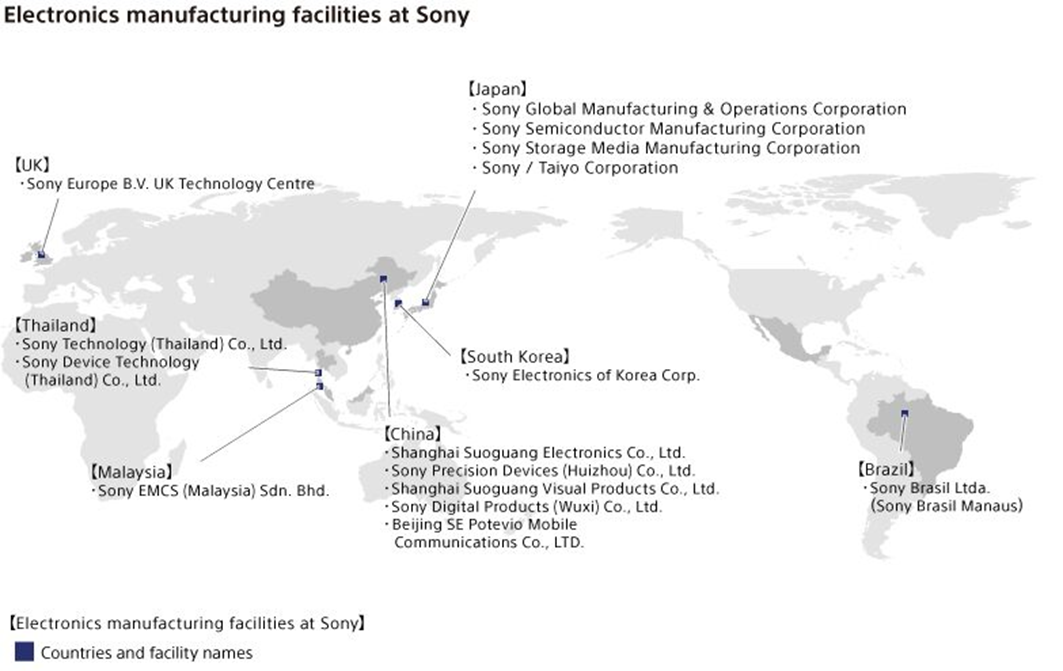 Electronics manufacturing facilities at Sony
【Japan】
・Sony Global Manufacturing & Operations Corporation
・Sony Semiconductor Manufacturing Corporation
・Sony Storage Media Manufacturing Corporation
・Sony / Taiyo Corporation
【UK】
・Sony Europe B.V. UK Technology Centre
【Thailand】
・Sony Technology (Thailand) Co., Ltd.
・Sony Device Technology
(Thailand) Co., Ltd.
【South Korea】
・Sony Electronics of Korea Corp.
【Malaysia】
・Sony EMCS (Malaysia) Sdn. Bhd.
【China】
・Shanghai Suoguang Electronics Co., Ltd.
・Sony Precision Devices (Huizhou) Co., Ltd.
・Shanghai Suoguang Visual Products Co., Ltd.
・Sony Digital Products (Wuxi) Co., Ltd.
・Beijing SE Potevio Mobile
Communications Co., LTD.
【Brazil】
・Sony Brasil Ltda.
(Sony Brasil Manaus)
【Electronics manufacturing facilities at Sony】
Countries and facility names